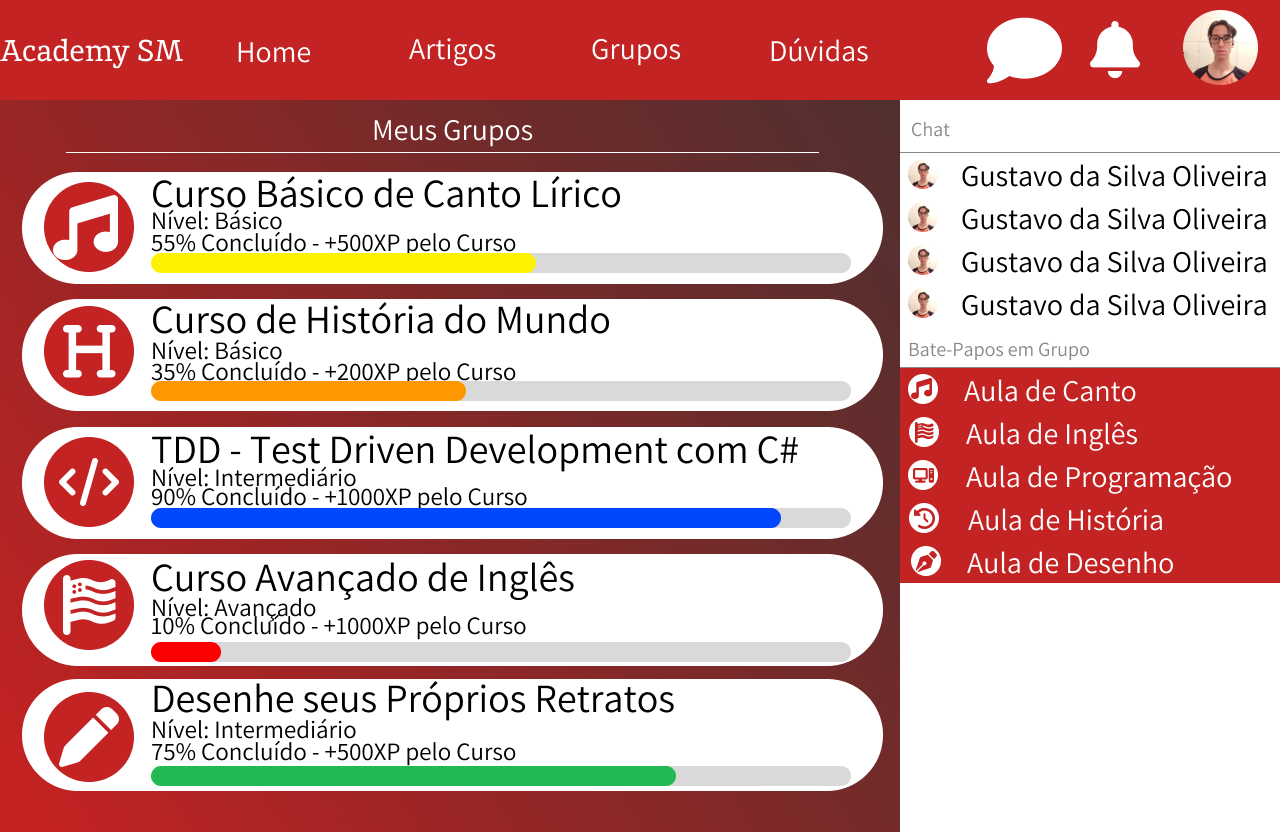 Academy SM
Home
Artigos
Grupos
Dúvidas
Meus Grupos
Curso Básico de Canto Lírico
Nível: Básico
55% Concluído - +500XP pelo Curso
Curso de História do Mundo
Nível: Básico
35% Concluído - +200XP pelo Curso
TDD - Test Driven Development com C#
Nível: Intermediário
90% Concluído - +1000XP pelo Curso
Curso Avançado de Inglês
Nível: Avançado
10% Concluído - +1000XP pelo Curso
Desenhe seus Próprios Retratos
Nível: Intermediário
75% Concluído - +500XP pelo Curso
Chat
Gustavo da Silva Oliveira
Gustavo da Silva Oliveira
Gustavo da Silva Oliveira
Gustavo da Silva Oliveira
Bate-Papos em Grupo
Aula de Canto
Aula de Inglês
Aula de Programação
Aula de História
Aula de Desenho